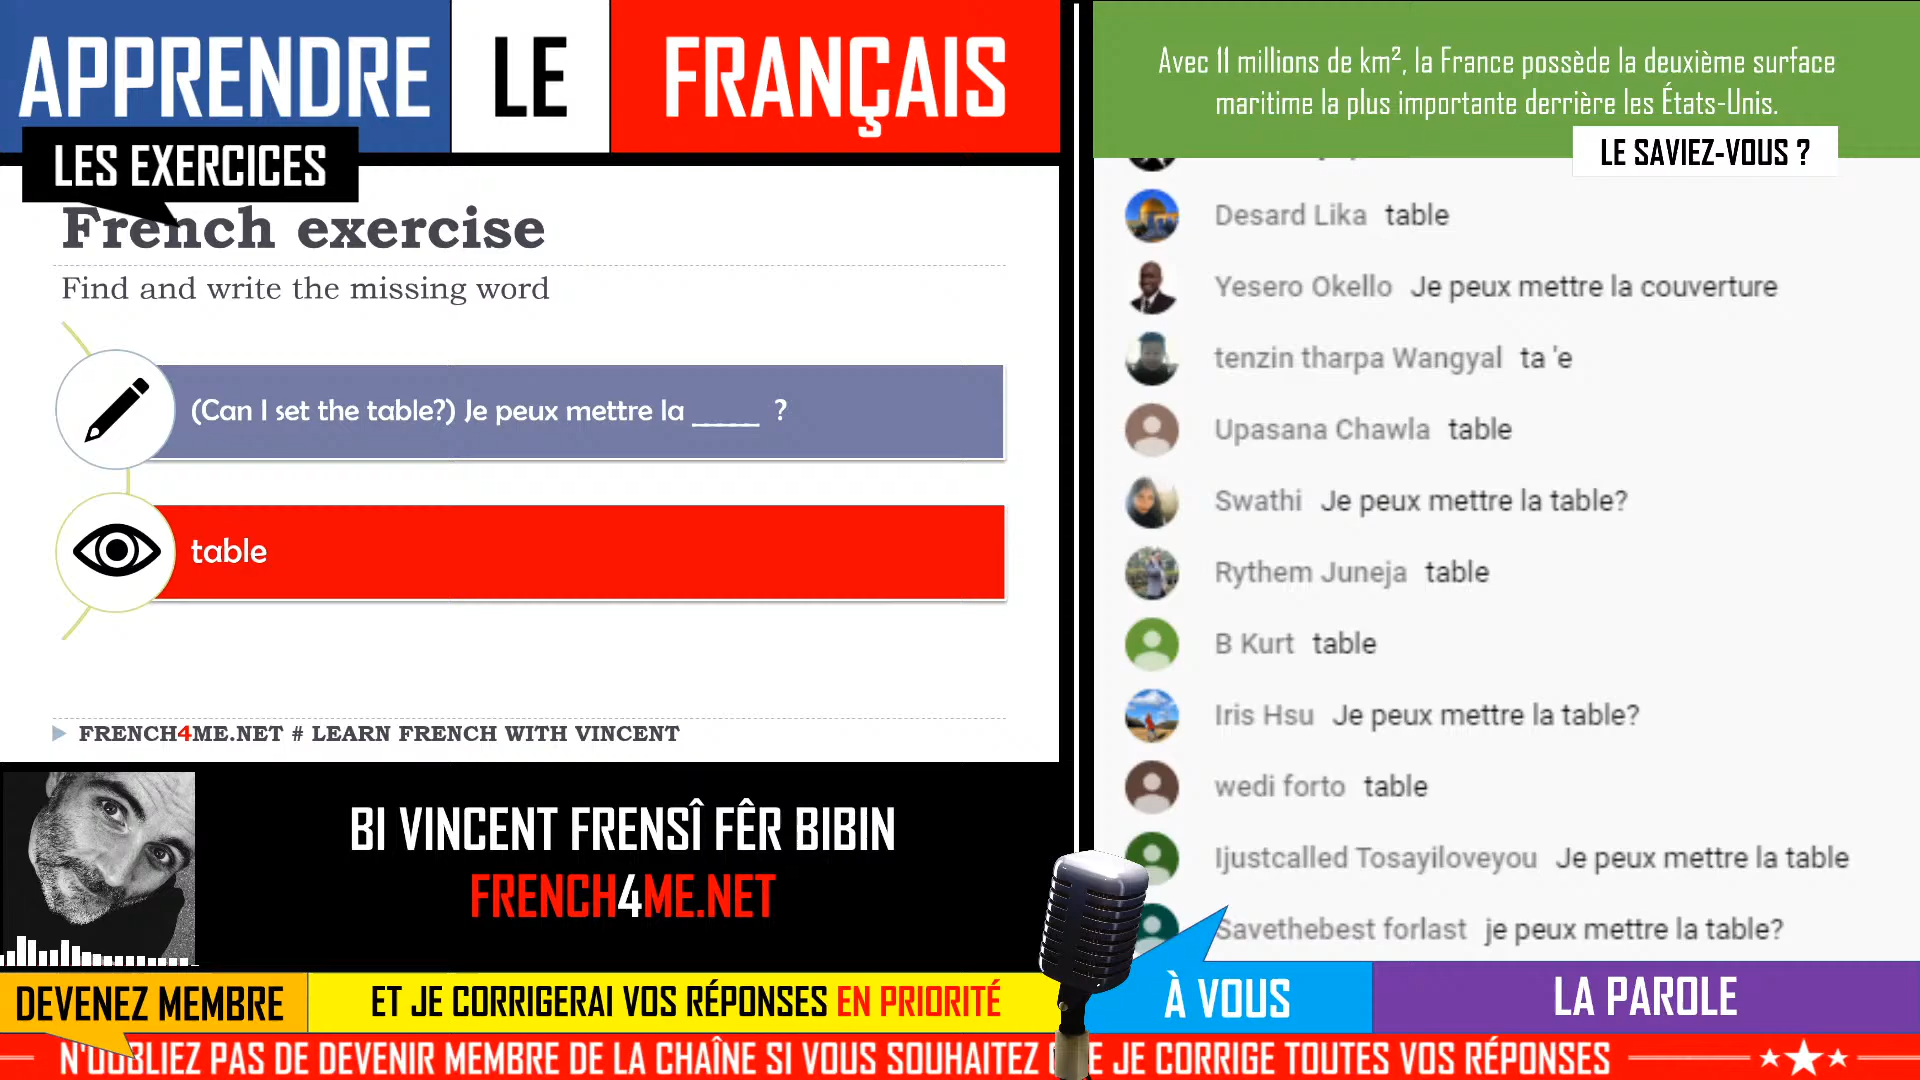 APPRENDRE LE FRANÇAIS
LES EXERCICES
French exercise
Find and write the missing word
(Can I set the table?) Je peux mettre la _____ ?
table
FRENCH4ME.NET # LEARN FRENCH WITH VINCENT
BI VINCENT FRENSÎ FÊR BIBIN
FRENCH4ME.NET
DEVENEZ MEMBRE
ET JE CORRIGERAI VOS RÉPONSES EN PRIORITÉ
Avec 11 millions de km², la France possède la deuxième surface
maritime la plus importante derrière les États-Unis.
LE SAVIEZ-VOUS ?
Desard Lika table
Yesero Okello Je peux mettre la couverture
tenzin tharpa Wangyal ta 'e
Upasana Chawla table
Swathi Je peux mettre la table?
Rythem Juneja table
B Kurt table
Iris Hsu Je peux mettre la table?
wedi forto table
Ijustcalled Tosayiloveyou Je peux mettre la table
Savethebest forlast je peux mettre la table?
À VOUS
LA PAROLE
N'OUBLIEZ PAS DE DEVENIR MEMBRE DE LA CHAÎNE SI VOUS SOUHAITEZ QUE JE CORRIGE TOUTES VOS RÉPONSES